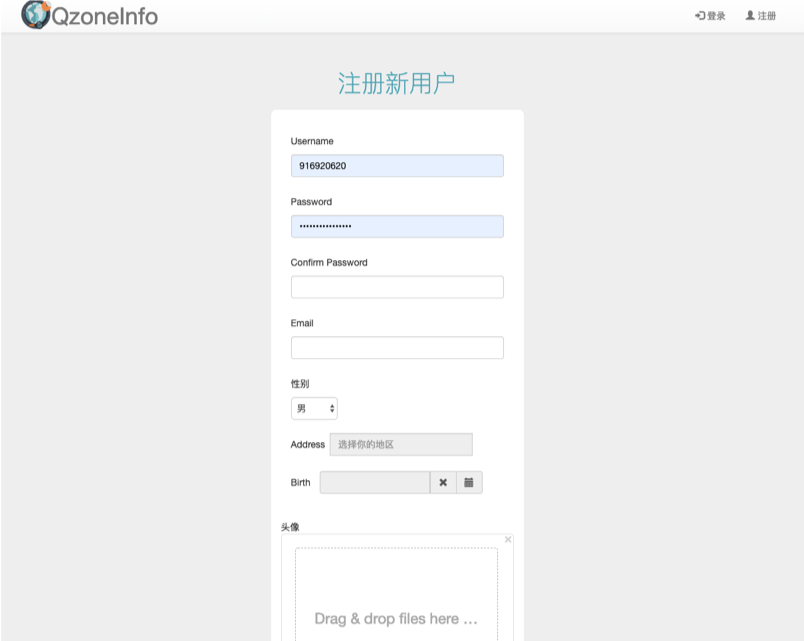 QzoneInfo
登录 注册
注册新用户
Username
916920620
Password
•••••••••••••••
Confirm Password
Email
性别
男
Address 选择你的地区
Birth
头像
Drag & drop files here …